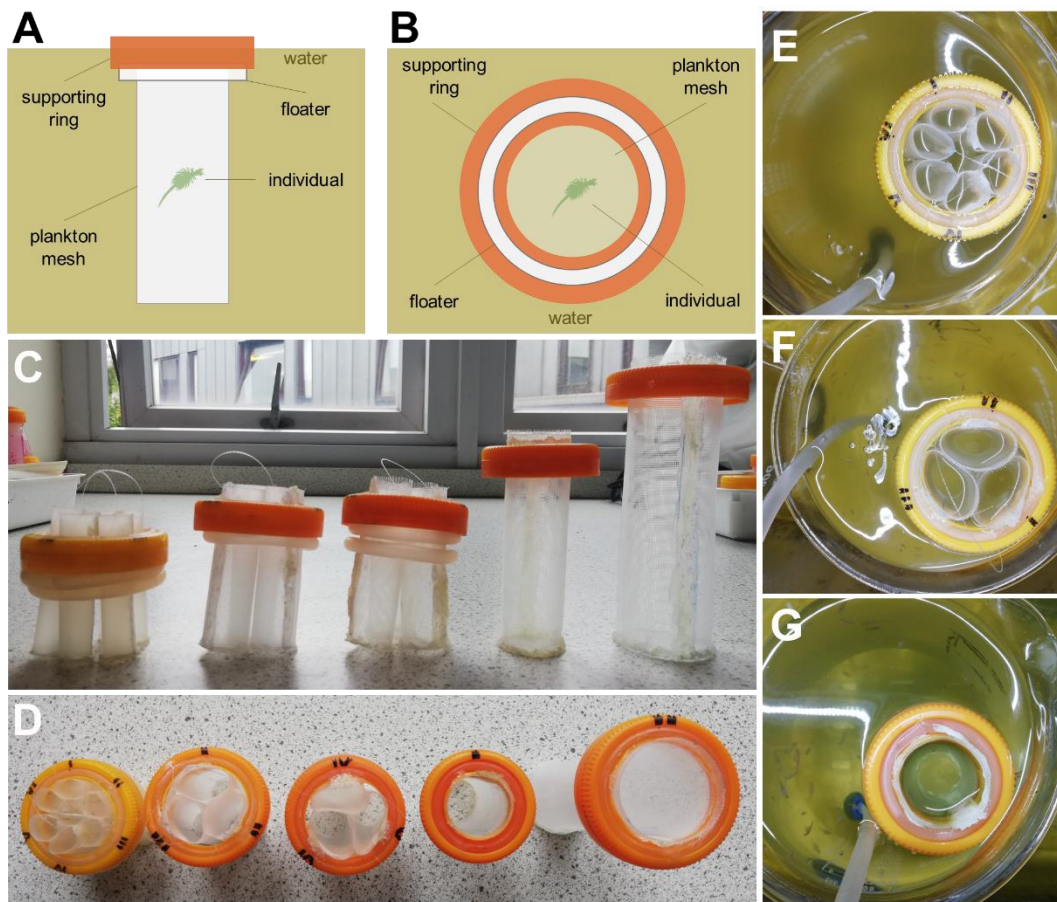 A
water
supporting
ring
floater
individual
plankton
mesh
B
supporting
ring
plankton
mesh
floater
individual
water
C
D
E
F
G